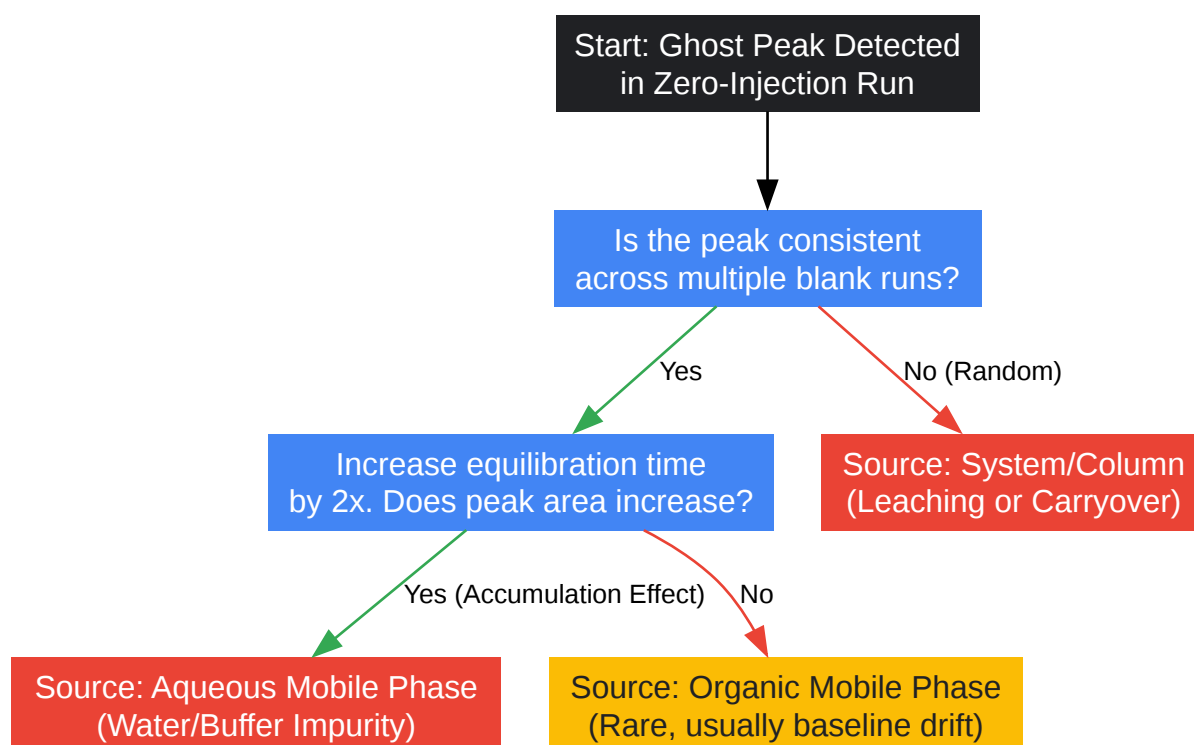 Start: Ghost Peak Detected
in Zero-Injection Run
Is the peak consistent
across multiple blank runs?
Yes
No (Random)
Increase equilibration time
by 2x. Does peak area increase?
Source: System/Column
(Leaching or Carryover)
Yes (Accumulation Effect)
No
Source: Aqueous Mobile Phase
(Water/Buffer Impurity)
Source: Organic Mobile Phase
(Rare, usually baseline drift)